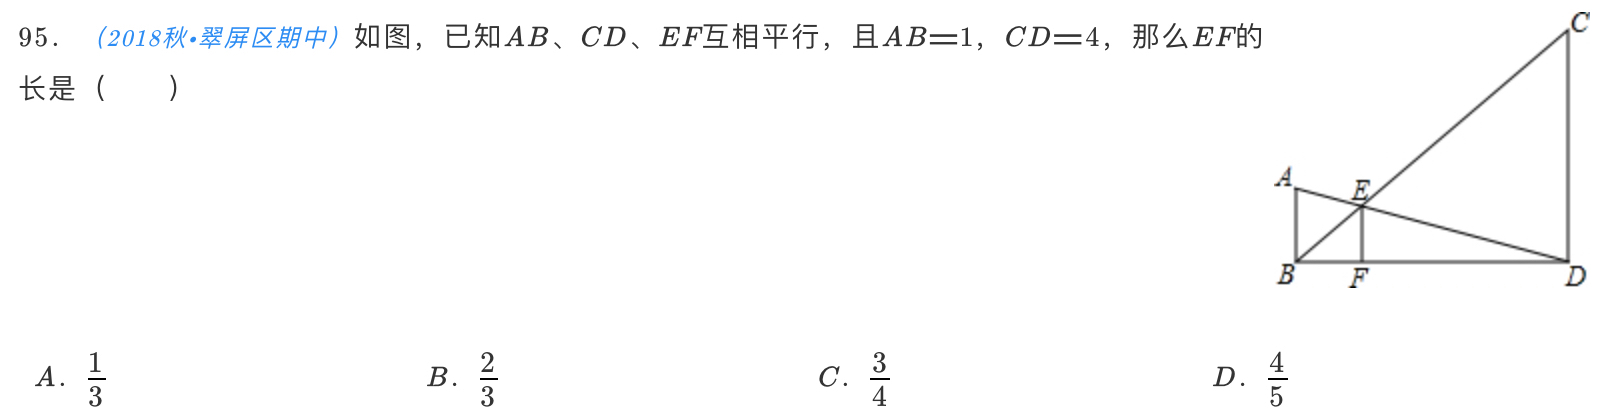 95. （2018秋•翠屏区期中）如图，已知AB、CD、EF互相平行，且AB=1，CD=4，那么EF的
长是（　　）
C
A
E
B
F
D
A. 1/3
B. 2/3
C. 3/4
D. 4/5